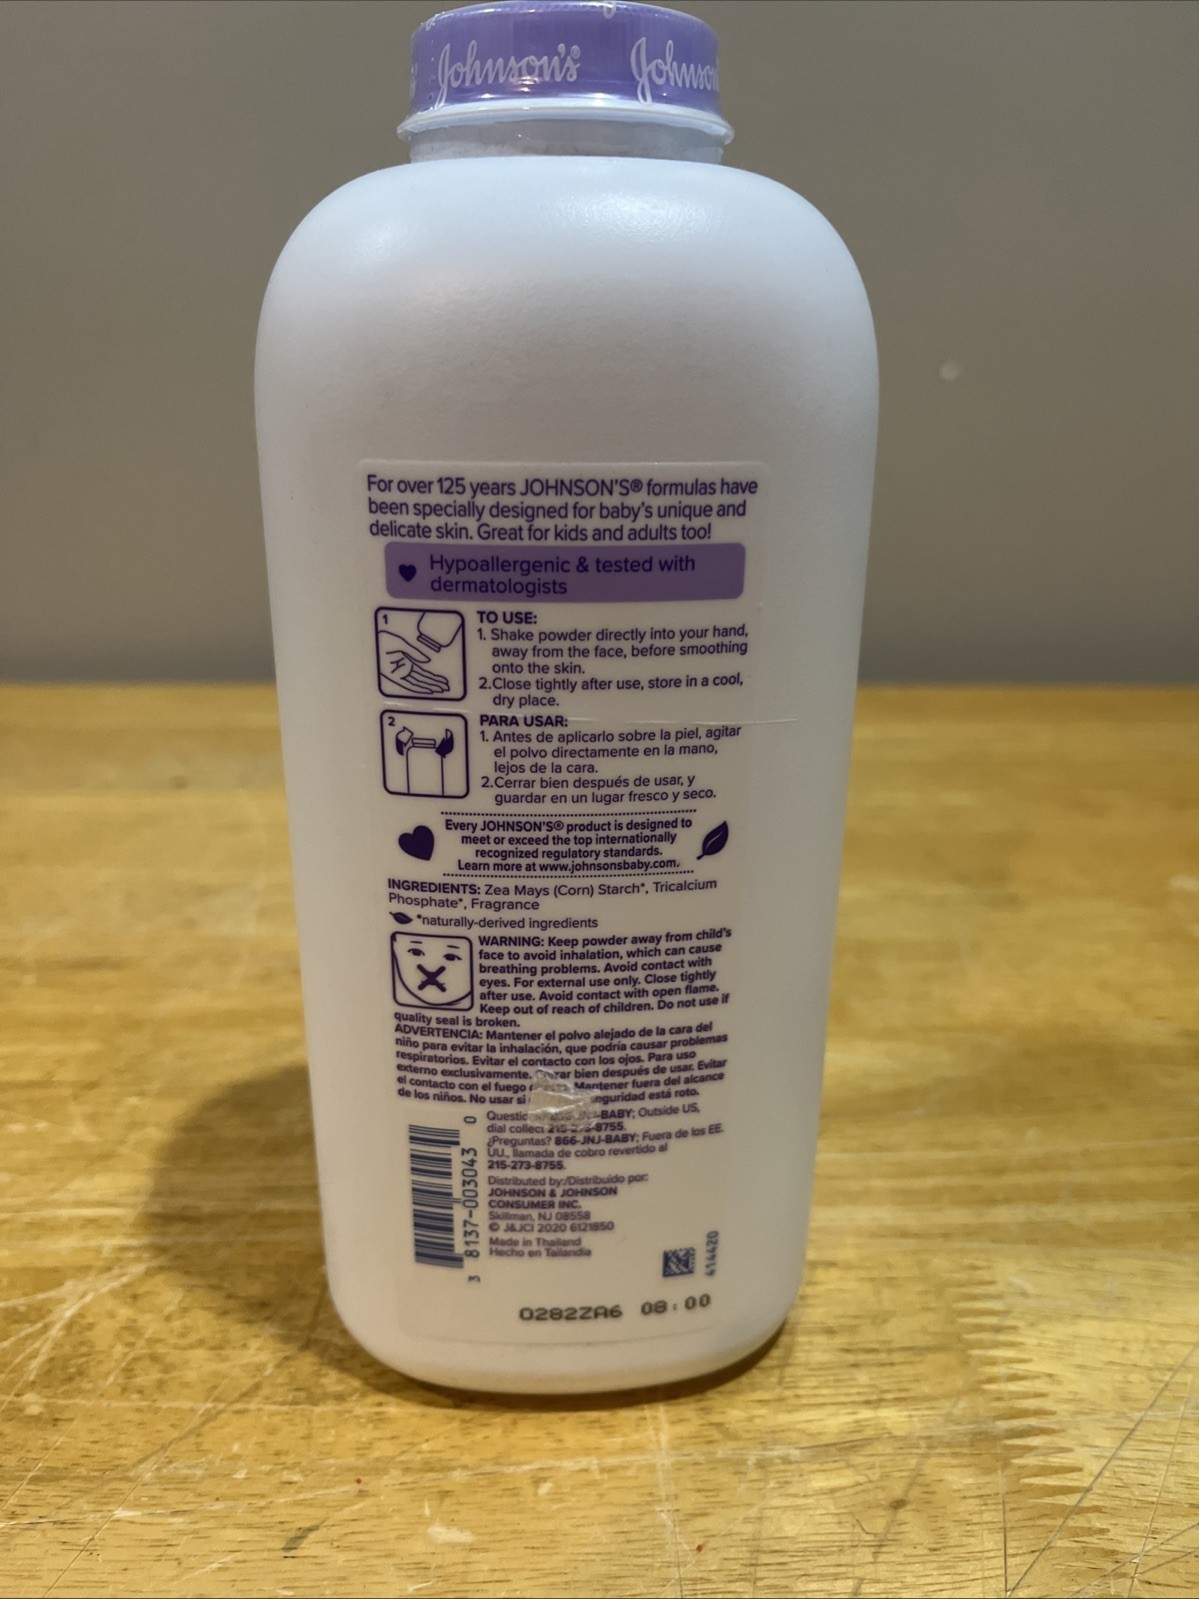 Johnson's® Johnson
For over 125 years JOHNSON'S® formulas have
been specially designed for baby's unique and
delicate skin. Great for kids and adults too!
Hypoallergenic & tested with
dermatologists
1
TO USE:
1. Shake powder directly into your hand,
away from the face, before smoothing
onto the skin.
2.Close tightly after use, store in a cool,
dry place.
2
PARA USAR:
1. Antes de aplicarlo sobre la piel, agitar
el polvo directamente en la mano,
lejos de la cara.
2.Cerrar bien después de usar, y
guardar en un lugar fresco y seco.
Every JOHNSON'S® product is designed to
meet or exceed the top internationally
recognized regulatory standards.
Learn more at www.johnsonsbaby.com.
INGREDIENTS: Zea Mays (Corn) Starch*, Tricalcium
Phosphate*, Fragrance
*naturally-derived ingredients
WARNING: Keep powder away from child's
face to avoid inhalation, which can cause
breathing problems. Avoid contact with
eyes. For external use only. Close tightly
after use. Avoid contact with open flame.
Keep out of reach of children. Do not use if
quality seal is broken.
ADVERTENCIA: Mantener el polvo alejado de la cara del
niño para evitar la inhalación, que podría causar problemas
respiratorios. Evitar el contacto con los ojos. Para uso
externo exclusivamente. rar bien después de usar. Evitar
el contacto con el fuego Mantener fuera del alcance
de los niños. No usar si eguridad está roto.
Questio -JNJ-BABY; Outside US,
dial collect 215-273-8755.
¿Preguntas? 866-JNJ-BABY; Fuera de los EE.
UU., llamada de cobro revertido al
215-273-8755.
Distributed by:/Distribuido por:
JOHNSON & JOHNSON
CONSUMER INC.
Skillman, NJ 08558
© J&JCI 2020 6121850
Made in Thailand
Hecho en Tailandia
3 8137-003043 0
414420
0282ZA6 08:00